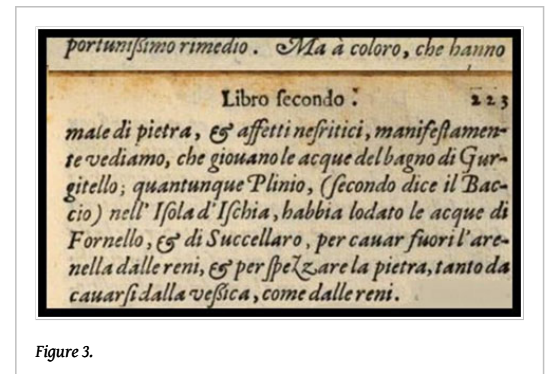 portunißimo rimedio. Ma à coloro, che hanno
Libro ſecondo. 223
male di pietra, & affetti nefritici, manifeſtamen-
te vediamo, che giouano le acque del bagno di Gur-
gitello; quantunque Plinio, (ſecondo dice il Bac-
cio) nell' Iſola d'Iſchia, habbia lodato le acque di
Fornello, & di Succellaro, per cauar fuori l'are-
nella dalle reni, & per ſpezzare la pietra, tanto da
cauarſi dalla veßica, come dalle reni.
Figure 3.